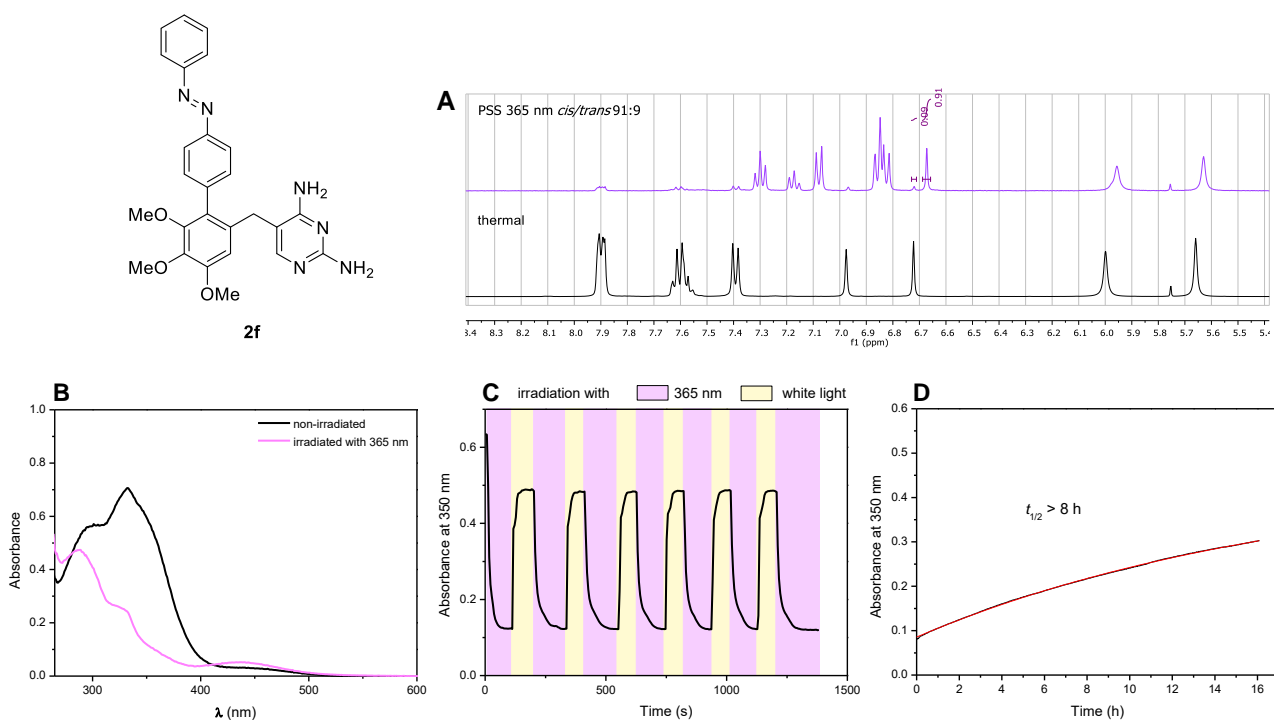 N
N
MeO
MeO
OMe
NH₂
N
N
NH₂
2f
A
PSS 365 nm cis/trans 91:9
0.09
0.91
thermal
8.4 8.3 8.2 8.1 8.0 7.9 7.8 7.7 7.6 7.5 7.4 7.3 7.2 7.1 7.0 6.9 6.8 6.7 6.6 6.5 6.4 6.3 6.2 6.1 6.0 5.9 5.8 5.7 5.6 5.5 5.4
f1 (ppm)
B
non-irradiated
irradiated with 365 nm
Absorbance
1.0
0.8
0.6
0.4
0.2
0.0
300 400 500 600
λ (nm)
C
irradiation with 365 nm white light
Absorbance at 350 nm
0.6
0.4
0.2
0.0
0 500 1000 1500
Time (s)
D
t1/2 > 8 h
Absorbance at 350 nm
0.6
0.5
0.4
0.3
0.2
0.1
0.0
0 2 4 6 8 10 12 14 16
Time (h)